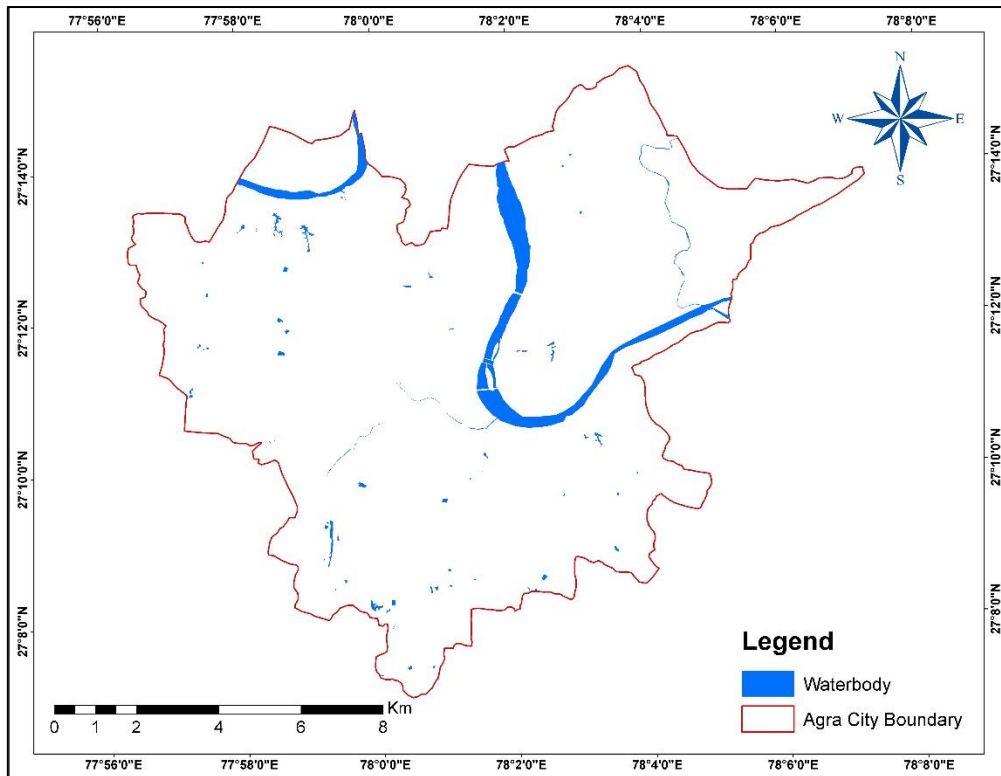 77°56'0"E 77°58'0"E 78°0'0"E 78°2'0"E 78°4'0"E 78°6'0"E 78°8'0"E
N
W E
S
27°14'0"N 27°14'0"N
27°12'0"N 27°12'0"N
27°10'0"N 27°10'0"N
27°8'0"N 27°8'0"N
Legend
Waterbody
Agra City Boundary
Km
0 1 2 4 6 8
77°56'0"E 77°58'0"E 78°0'0"E 78°2'0"E 78°4'0"E 78°6'0"E 78°8'0"E